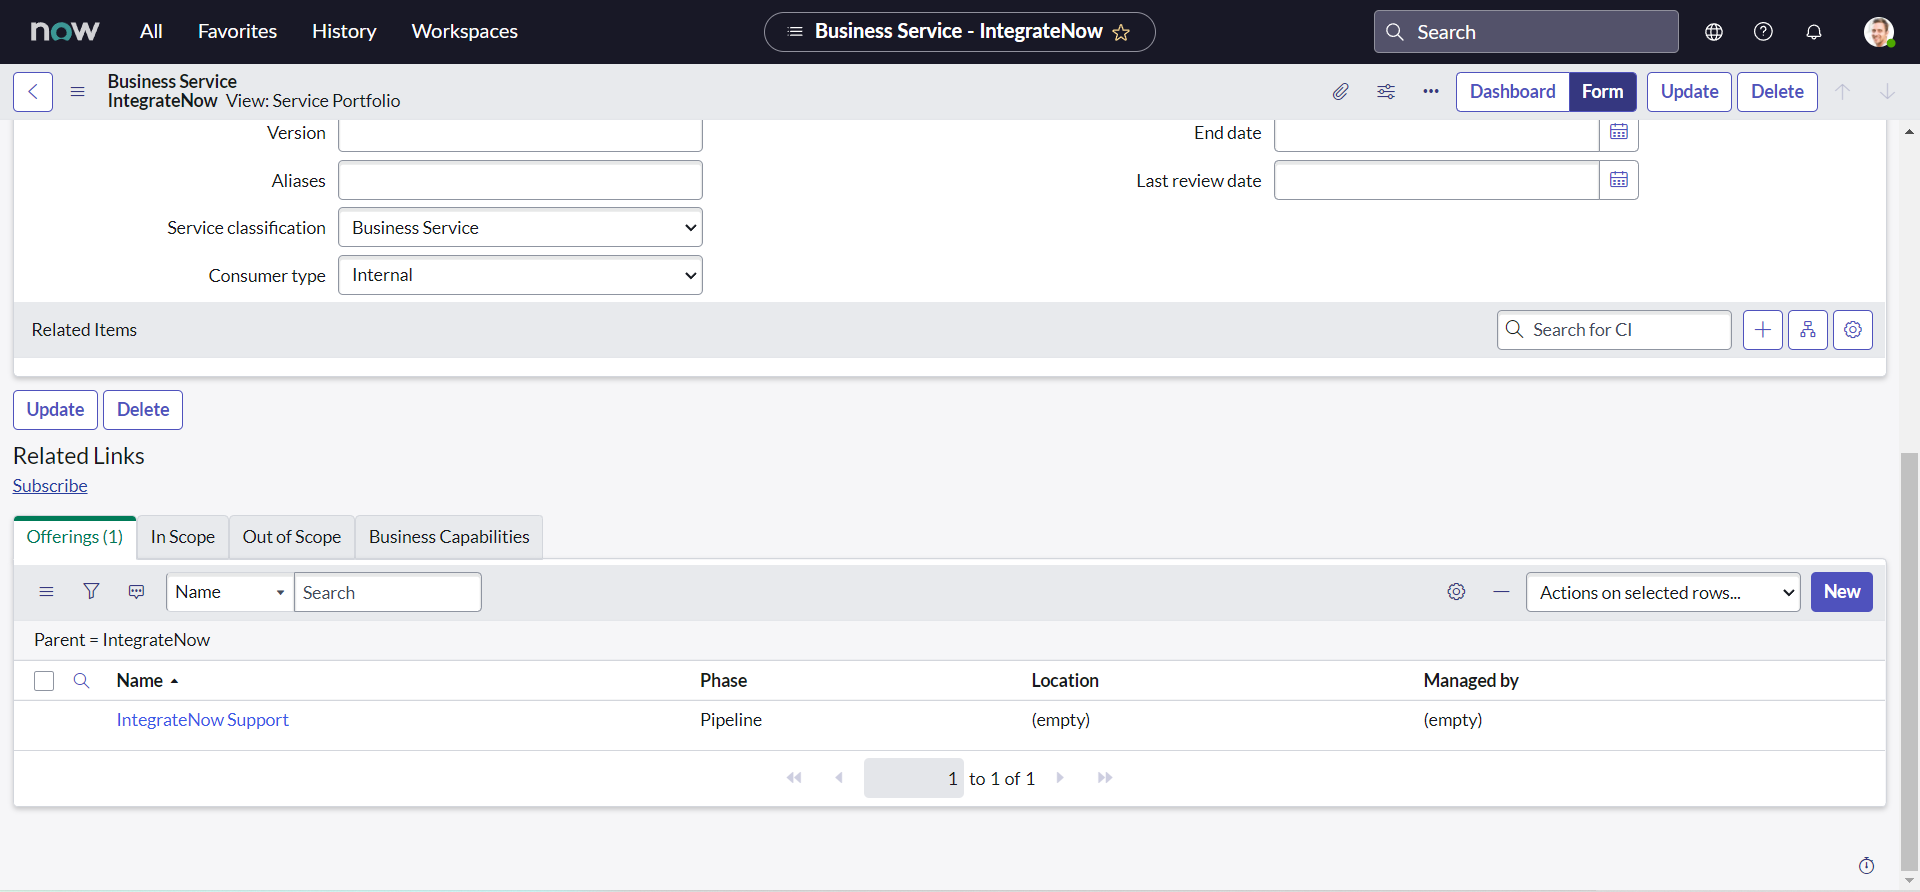 now All Favorites History Workspaces Business Service - IntegrateNow Search
Business Service
IntegrateNow View: Service Portfolio Dashboard Form Update Delete
Version End date
Aliases Last review date
Service classification Business Service
Consumer type Internal
Related Items Search for CI
Update Delete
Related Links
Subscribe
Offerings (1) In Scope Out of Scope Business Capabilities
Name Search Actions on selected rows... New
Parent = IntegrateNow
Name Phase Location Managed by
IntegrateNow Support Pipeline (empty) (empty)
1 to 1 of 1